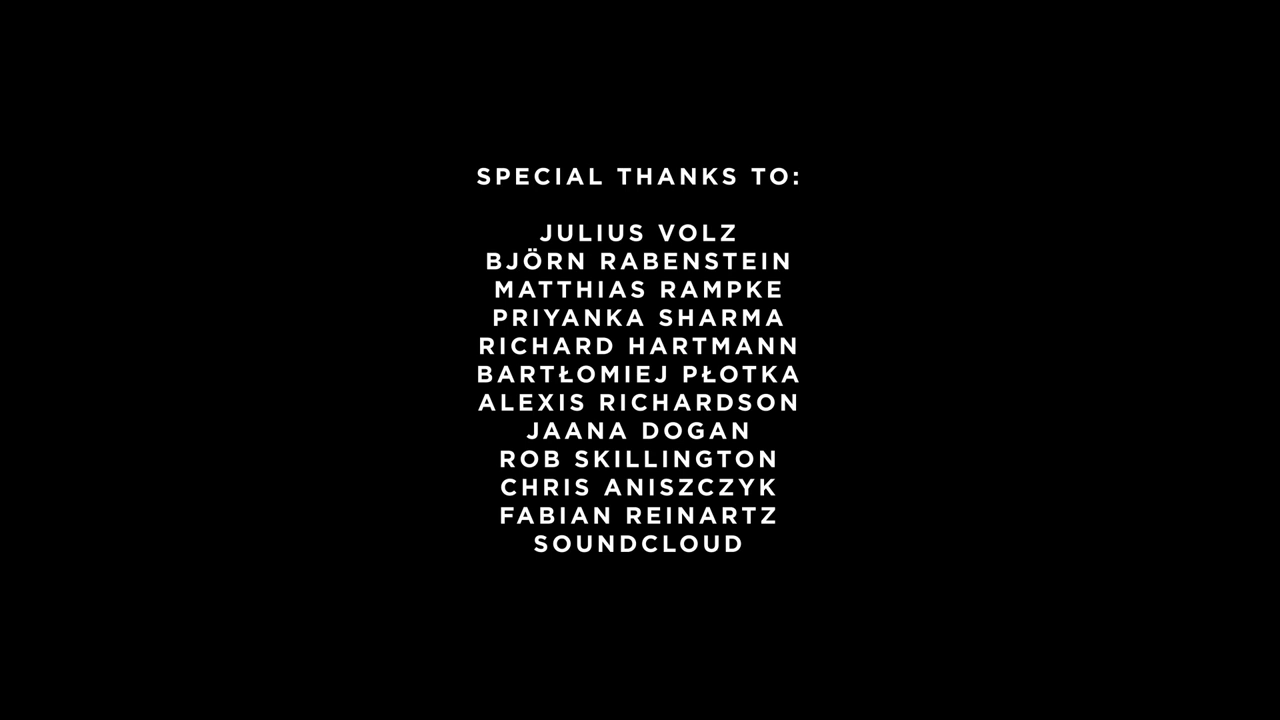 SPECIAL THANKS TO:
JULIUS VOLZ
BJÖRN RABENSTEIN
MATTHIAS RAMPKE
PRIYANKA SHARMA
RICHARD HARTMANN
BARTŁOMIEJ PŁOTKA
ALEXIS RICHARDSON
JAANA DOGAN
ROB SKILLINGTON
CHRIS ANISZCZYK
FABIAN REINARTZ
SOUNDCLOUD